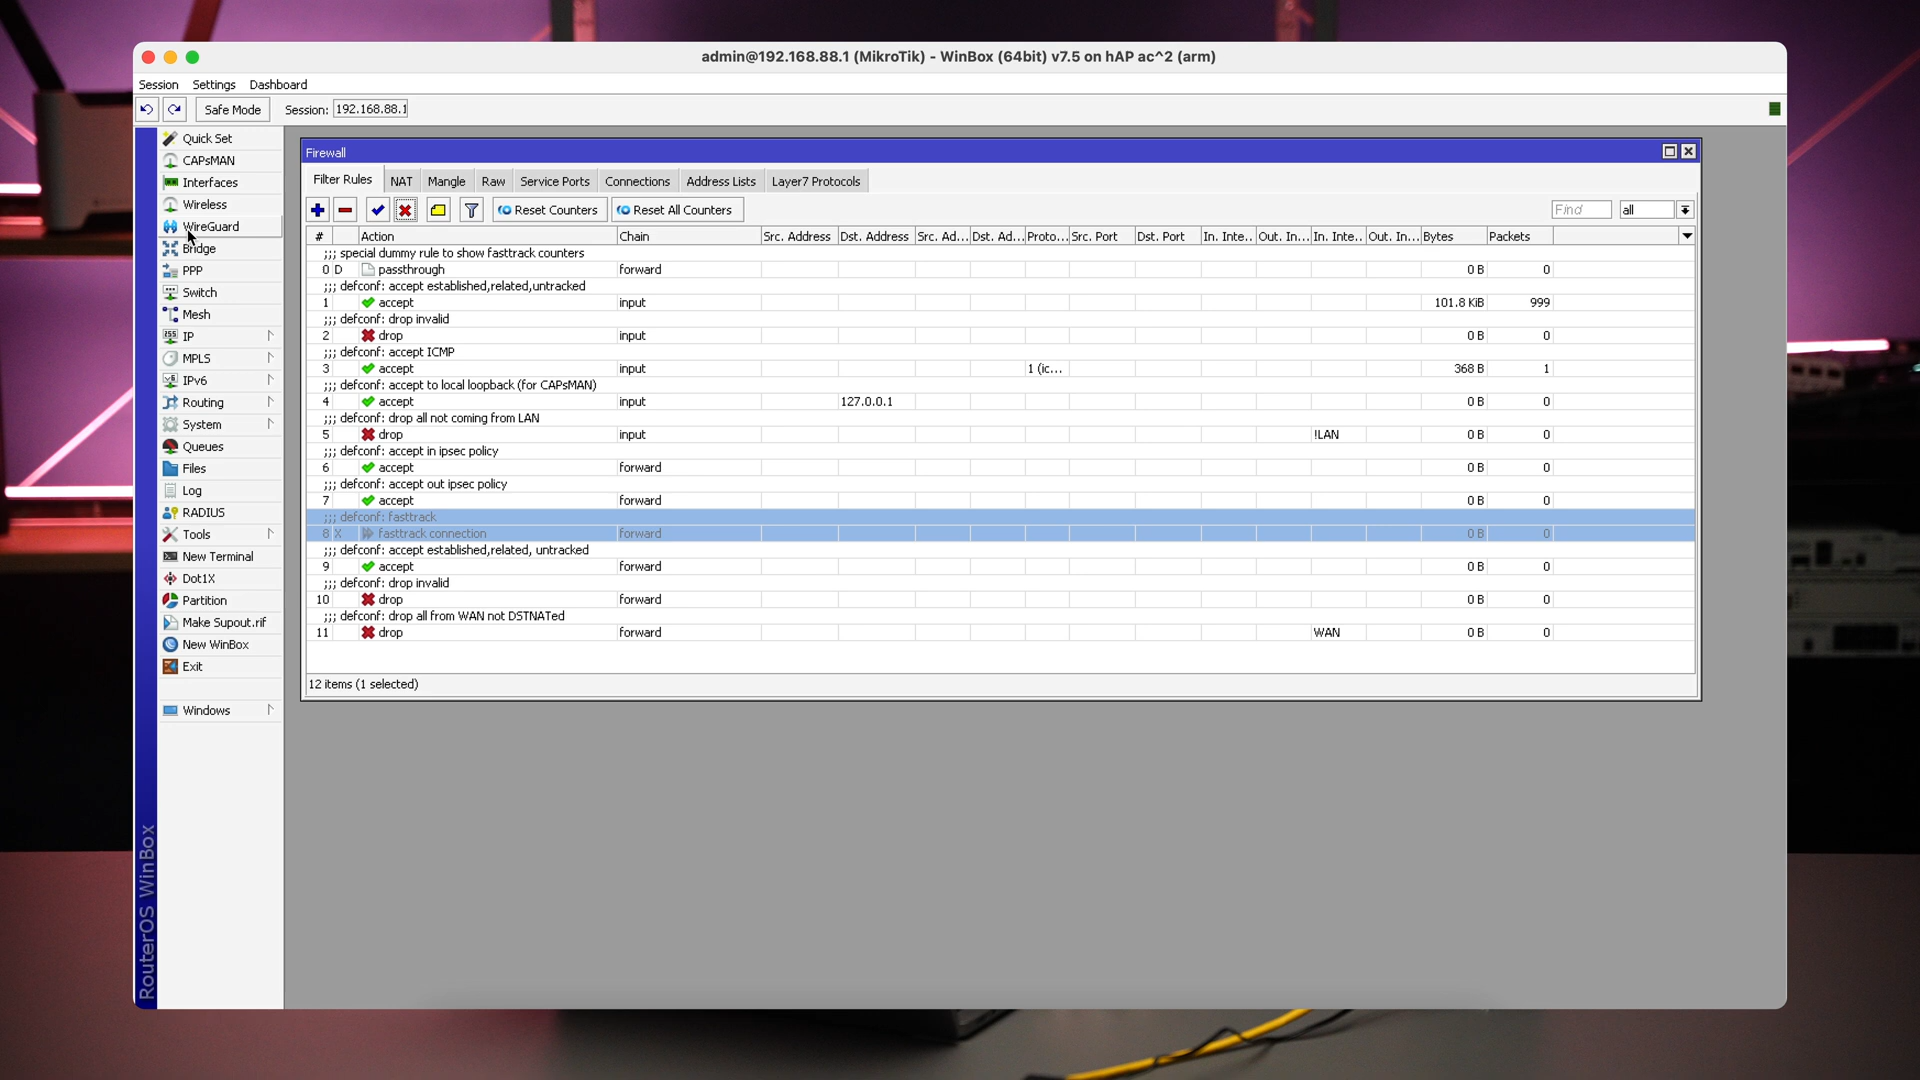 admin@192.168.88.1 (MikroTik) - WinBox (64bit) v7.5 on hAP ac^2 (arm)
Session Settings Dashboard
Safe Mode Session: 192.168.88.1
Quick Set
CAPsMAN
Interfaces
Wireless
WireGuard
Bridge
PPP
Switch
Mesh
IP
MPLS
IPv6
Routing
System
Queues
Files
Log
RADIUS
Tools
New Terminal
Dot1X
Partition
Make Supout.rif
New WinBox
Exit
Windows
RouterOS WinBox
Firewall
Filter Rules NAT Mangle Raw Service Ports Connections Address Lists Layer7 Protocols
Reset Counters Reset All Counters Find all
# Action Chain Src. Address Dst. Address Src. Ad... Dst. Ad... Proto... Src. Port Dst. Port In. Inte... Out. In... In. Inte... Out. In... Bytes Packets
;;; special dummy rule to show fasttrack counters
0 D passthrough forward 0 B 0
;;; defconf: accept established,related,untracked
1 accept input 101.8 KiB 999
;;; defconf: drop invalid
2 drop input 0 B 0
;;; defconf: accept ICMP
3 accept input 1 (ic... 368 B 1
;;; defconf: accept to local loopback (for CAPsMAN)
4 accept input 127.0.0.1 0 B 0
;;; defconf: drop all not coming from LAN
5 drop input !LAN 0 B 0
;;; defconf: accept in ipsec policy
6 accept forward 0 B 0
;;; defconf: accept out ipsec policy
7 accept forward 0 B 0
;;; defconf: fasttrack
8 X fasttrack connection forward 0 B 0
;;; defconf: accept established,related, untracked
9 accept forward 0 B 0
;;; defconf: drop invalid
10 drop forward 0 B 0
;;; defconf: drop all from WAN not DSTNATed
11 drop forward WAN 0 B 0
12 items (1 selected)